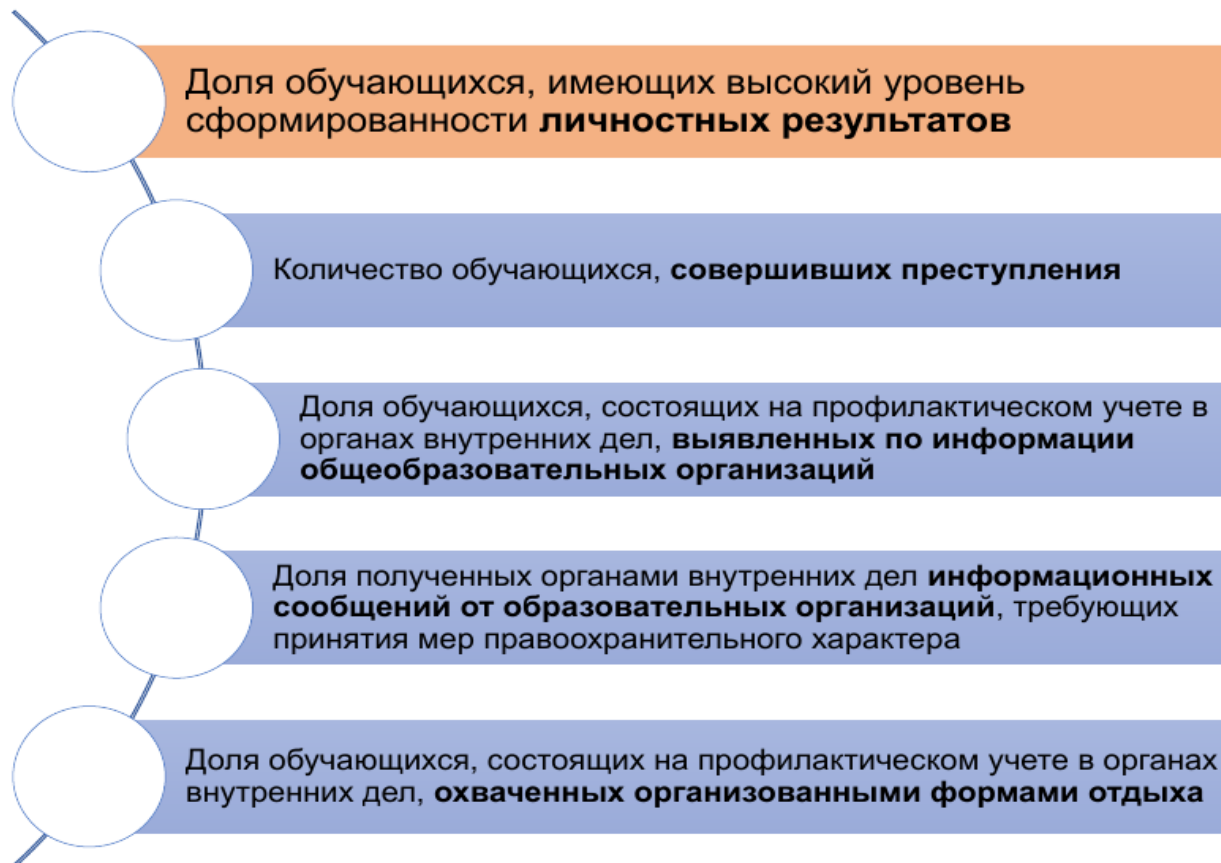 Доля обучающихся, имеющих высокий уровень
сформированности личностных результатов
Количество обучающихся, совершивших преступления
Доля обучающихся, состоящих на профилактическом учете в
органах внутренних дел, выявленных по информации
общеобразовательных организаций
Доля полученных органами внутренних дел информационных
сообщений от образовательных организаций, требующих
принятия мер правоохранительного характера
Доля обучающихся, состоящих на профилактическом учете в органах
внутренних дел, охваченных организованными формами отдыха